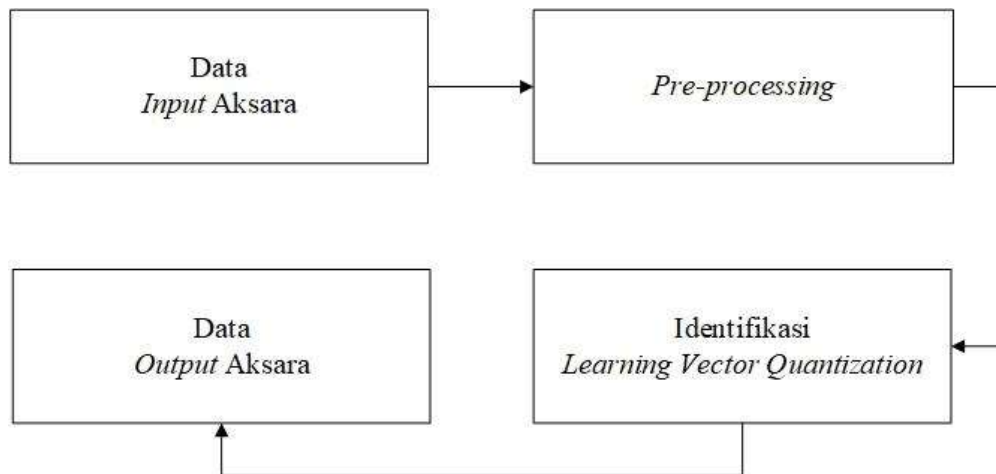 Data
Input Aksara
Pre-processing
Identifikasi
Learning Vector Quantization
Data
Output Aksara